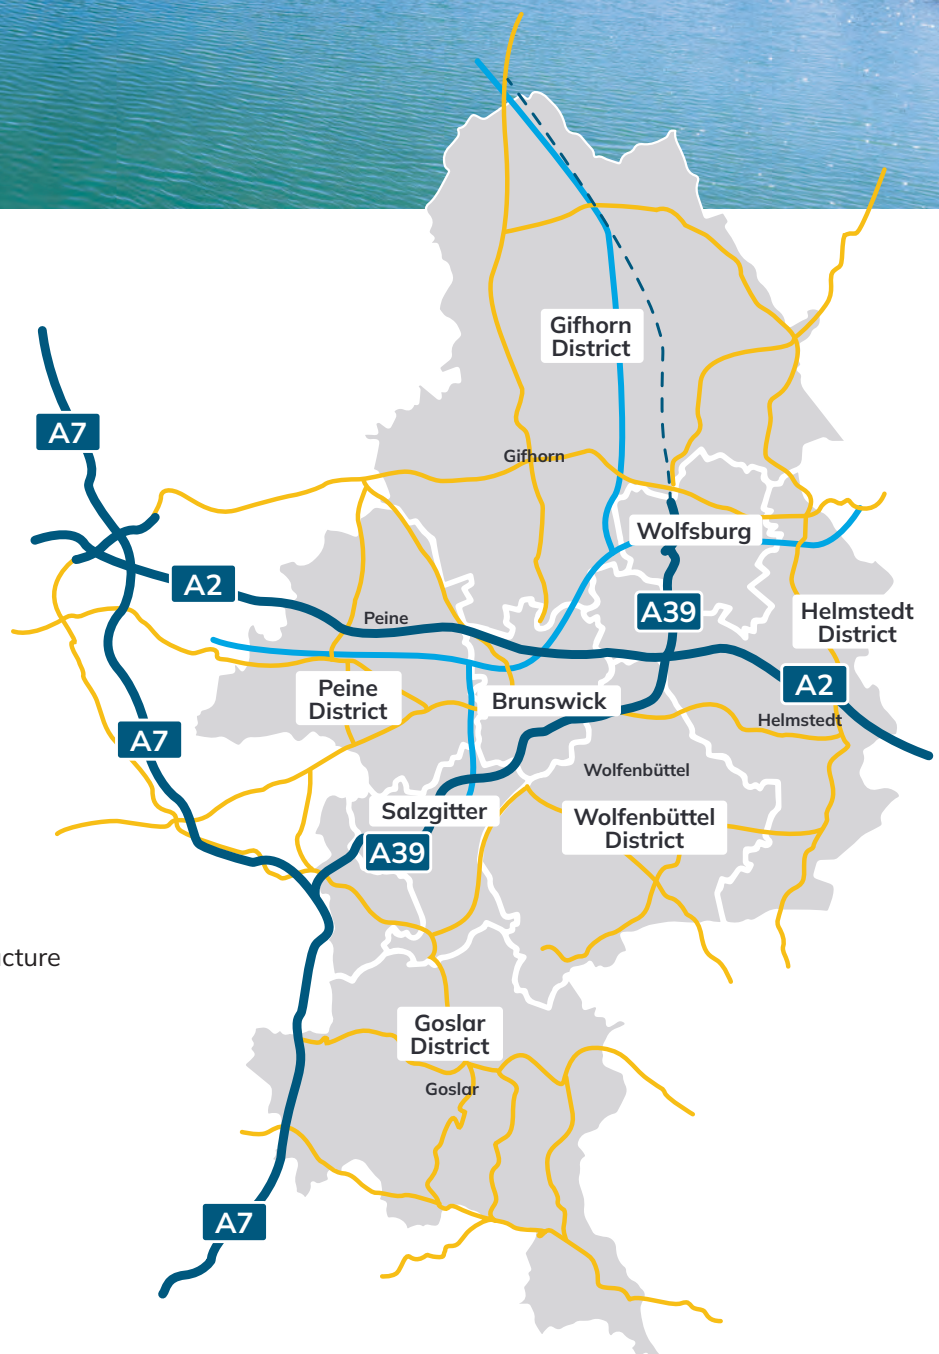 Gifhorn
District
A7
Gifhorn
Wolfsburg
A2
A39
Peine
Helmstedt
District
Peine
District
Brunswick
A2
Helmstedt
A7
Wolfenbüttel
Salzgitter
Wolfenbüttel
District
A39
Goslar
District
Goslar
A7